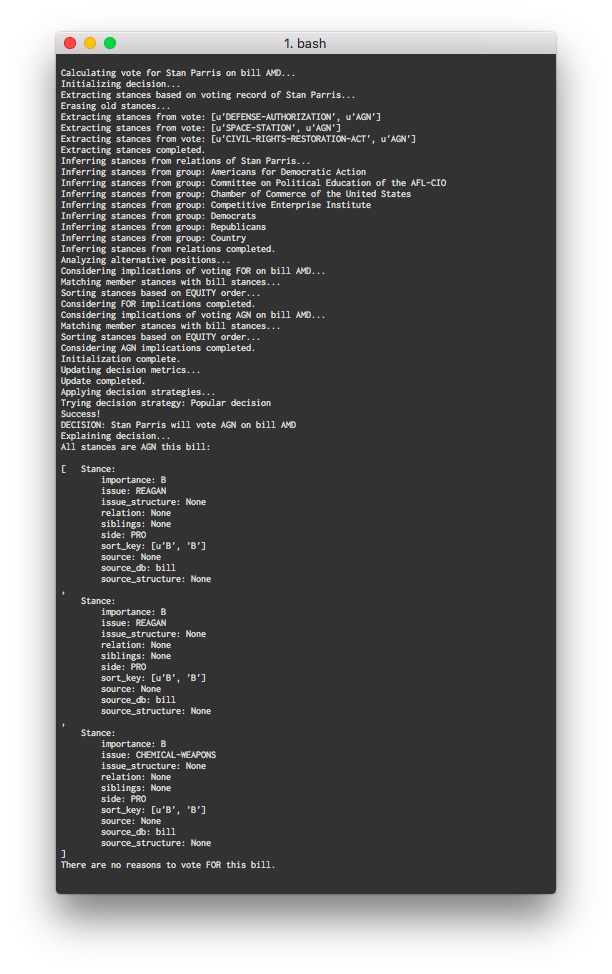 1. bash
Calculating vote for Stan Parris on bill AMD...
Initializing decision...
Extracting stances based on voting record of Stan Parris...
Erasing old stances...
Extracting stances from vote: [u'DEFENSE-AUTHORIZATION', u'AGN']
Extracting stances from vote: [u'SPACE-STATION', u'AGN']
Extracting stances from vote: [u'CIVIL-RIGHTS-RESTORATION-ACT', u'AGN']
Extracting stances completed.
Inferring stances from relations of Stan Parris...
Inferring stances from group: Americans for Democratic Action
Inferring stances from group: Committee on Political Education of the AFL-CIO
Inferring stances from group: Chamber of Commerce of the United States
Inferring stances from group: Competitive Enterprise Institute
Inferring stances from group: Democrats
Inferring stances from group: Republicans
Inferring stances from group: Country
Inferring stances from relations completed.
Analyzing alternative positions...
Considering implications of voting FOR on bill AMD...
Matching member stances with bill stances...
Sorting stances based on EQUITY order...
Considering FOR implications completed.
Considering implications of voting AGN on bill AMD...
Matching member stances with bill stances...
Sorting stances based on EQUITY order...
Considering AGN implications completed.
Initialization complete.
Updating decision metrics...
Update completed.
Applying decision strategies...
Trying decision strategy: Popular decision
Success!
DECISION: Stan Parris will vote AGN on bill AMD
Explaining decision...
All stances are AGN this bill:
[   Stance:
importance: B
issue: REAGAN
issue_structure: None
relation: None
siblings: None
side: PRO
sort_key: [u'B', 'B']
source: None
source_db: bill
source_structure: None
,
Stance:
importance: B
issue: REAGAN
issue_structure: None
relation: None
siblings: None
side: PRO
sort_key: [u'B', 'B']
source: None
source_db: bill
source_structure: None
,
Stance:
importance: B
issue: CHEMICAL-WEAPONS
issue_structure: None
relation: None
siblings: None
side: PRO
sort_key: [u'B', 'B']
source: None
source_db: bill
source_structure: None
]
There are no reasons to vote FOR this bill.